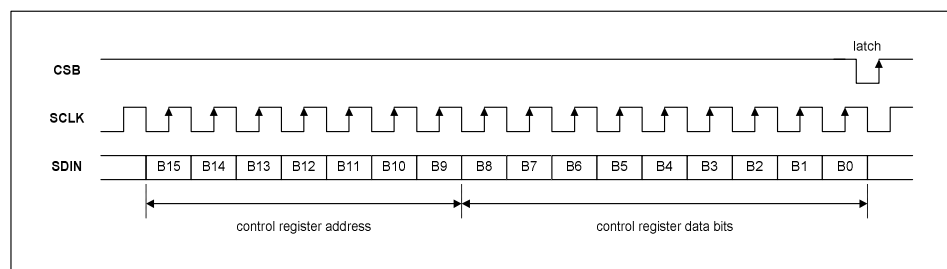 latch
CSB
SCLK
SDIN B15 B14 B13 B12 B11 B10 B9 B8 B7 B6 B5 B4 B3 B2 B1 B0
control register address control register data bits